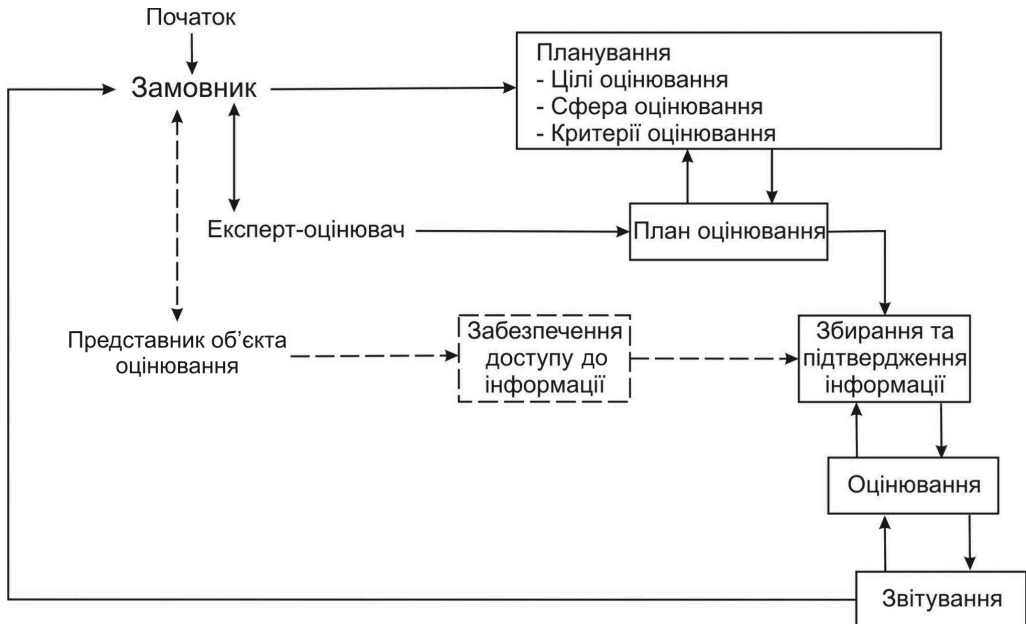 Початок
Замовник
Планування
- Цілі оцінювання
- Сфера оцінювання
- Критерії оцінювання
Експерт-оцінювач
План оцінювання
Представник об’єкта
оцінювання
Забезпечення
доступу до
інформації
Збирання та
підтвердження
інформації
Оцінювання
Звітування